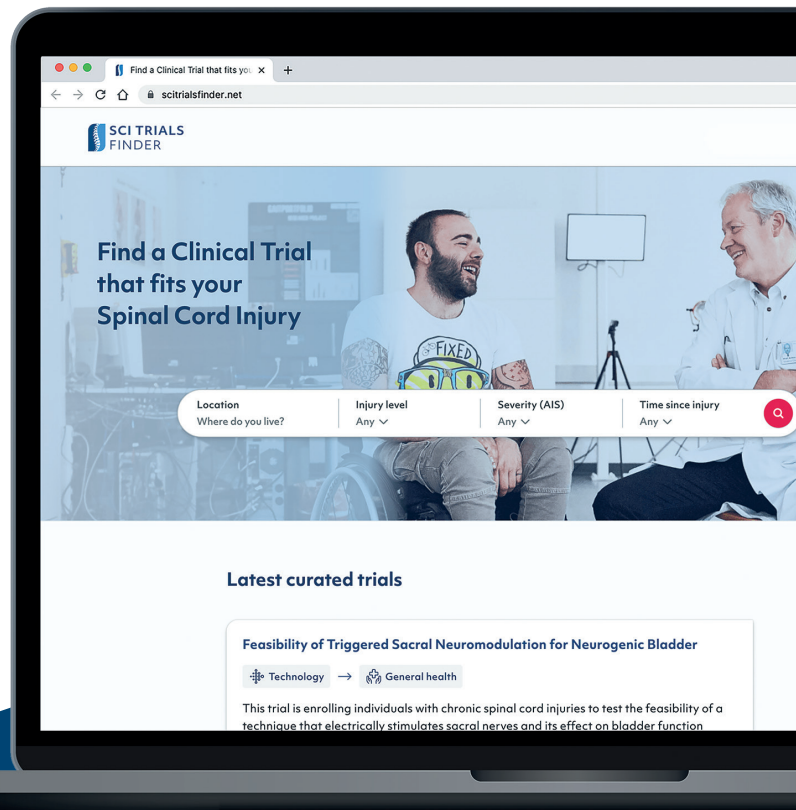 Find a Clinical Trial that fits you
scitrialsfinder.net
SCI TRIALS
FINDER
Find a Clinical Trial
that fits your
Spinal Cord Injury
FIXED
Location
Where do you live?
Injury level
Any
Severity (AIS)
Any
Time since injury
Any
Latest curated trials
Feasibility of Triggered Sacral Neuromodulation for Neurogenic Bladder
Technology → General health
This trial is enrolling individuals with chronic spinal cord injuries to test the feasibility of a
technique that electrically stimulates sacral nerves and its effect on bladder function